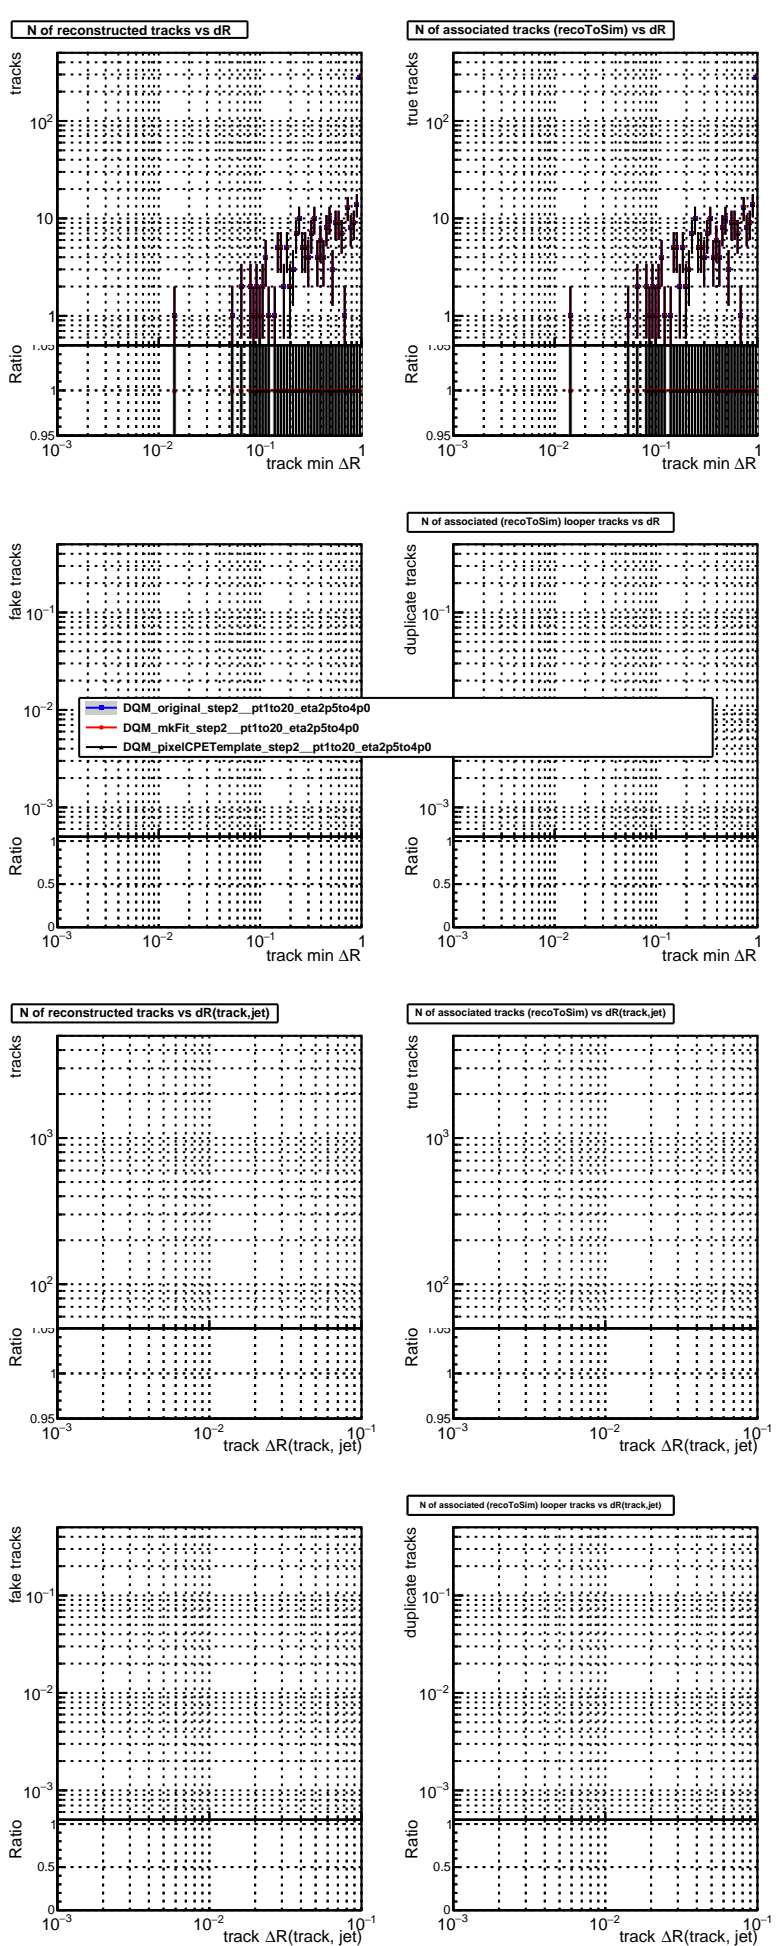 N of reconstructed tracks vs dR
N of associated tracks (recoToSim) vs dR
tracks
10²
10
1
Ratio
1.05
1
0.95
10⁻³ 10⁻² 10⁻¹ 1
track min ΔR
true tracks
10²
10
1
Ratio
1.05
1
0.95
10⁻³ 10⁻² 10⁻¹ 1
track min ΔR
N of associated (recoToSim) looper tracks vs dR
fake tracks
10⁻¹
10⁻²
10⁻³
Ratio
1
0.5
0
10⁻³ 10⁻² 10⁻¹ 1
track min ΔR
duplicate tracks
10⁻¹
10⁻³
Ratio
1
0.5
0
10⁻³ 10⁻² 10⁻¹ 1
track min ΔR
DQM_original_step2__pt1to20_eta2p5to4p0
DQM_mkFit_step2__pt1to20_eta2p5to4p0
DQM_pixelCPETemplate_step2__pt1to20_eta2p5to4p0
N of reconstructed tracks vs dR(track,jet)
N of associated tracks (recoToSim) vs dR(track,jet)
tracks
10³
10²
Ratio
1.05
1
0.95
10⁻³ 10⁻² 10⁻¹
track ΔR(track, jet)
true tracks
10³
10²
Ratio
1.05
1
0.95
10⁻³ 10⁻² 10⁻¹
track ΔR(track, jet)
N of associated (recoToSim) looper tracks vs dR(track,jet)
fake tracks
10⁻¹
10⁻²
10⁻³
Ratio
1
0.5
0
10⁻³ 10⁻² 10⁻¹
track ΔR(track, jet)
duplicate tracks
10⁻¹
10⁻²
10⁻³
Ratio
1
0.5
0
10⁻³ 10⁻² 10⁻¹
track ΔR(track, jet)